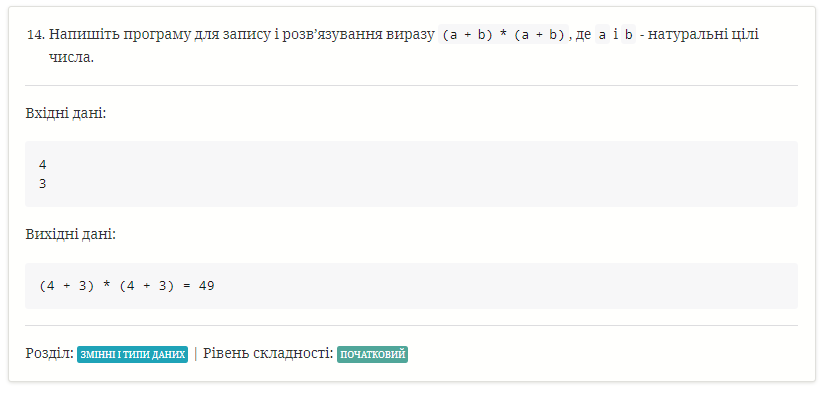 14. Напишіть програму для запису і розв’язування виразу (a + b) * (a + b) , де a і b - натуральні цілі
числа.
Вхідні дані:
4
3
Вихідні дані:
(4 + 3) * (4 + 3) = 49
Розділ: ЗМІННІ І ТИПИ ДАНИХ | Рівень складності: ПОЧАТКОВИЙ